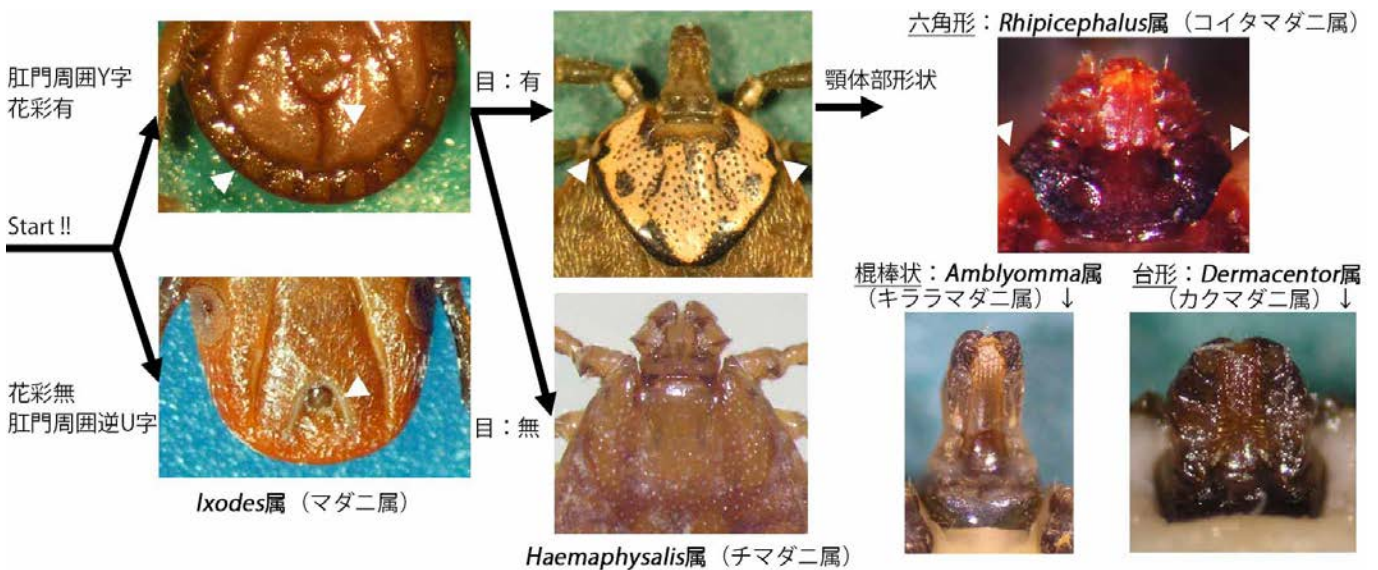 Start !!
肛門周囲Y字
花彩有
花彩無
肛門周囲逆U字
Ixodes属（マダニ属）
目：有
目：無
Haemaphysalis属（チマダニ属）
顎体部形状
六角形：Rhipicephalus属（コイタマダニ属）
棍棒状：Amblyomma属
（キララマダニ属）↓
台形：Dermacentor属
（カクマダニ属）↓